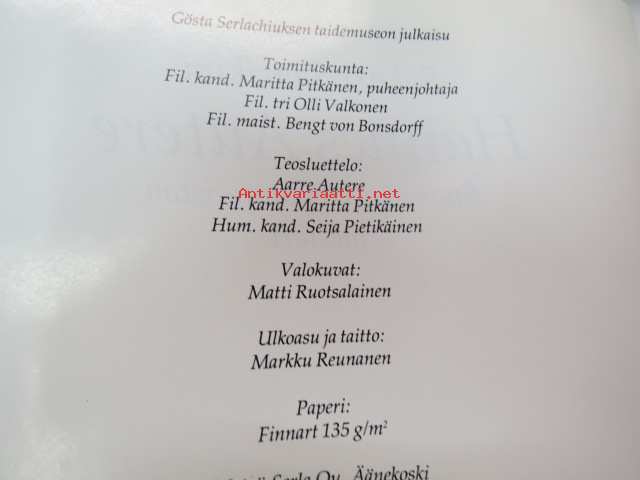 Gösta Serlachiuksen taidemuseon julkaisu
Toimituskunta:
Fil. kand. Maritta Pitkänen, puheenjohtaja
Fil. tri Olli Valkonen
Fil. maist. Bengt von Bonsdorff
Teosluettelo:
Aarre Autere
Antikvariaatti.net
Fil. kand. Maritta Pitkänen
Hum. kand. Seija Pietikäinen
Valokuvat:
Matti Ruotsalainen
Ulkoasu ja taitto:
Markku Reunanen
Paperi:
Finnart 135 g/m²
Serla Oy, Äänekoski